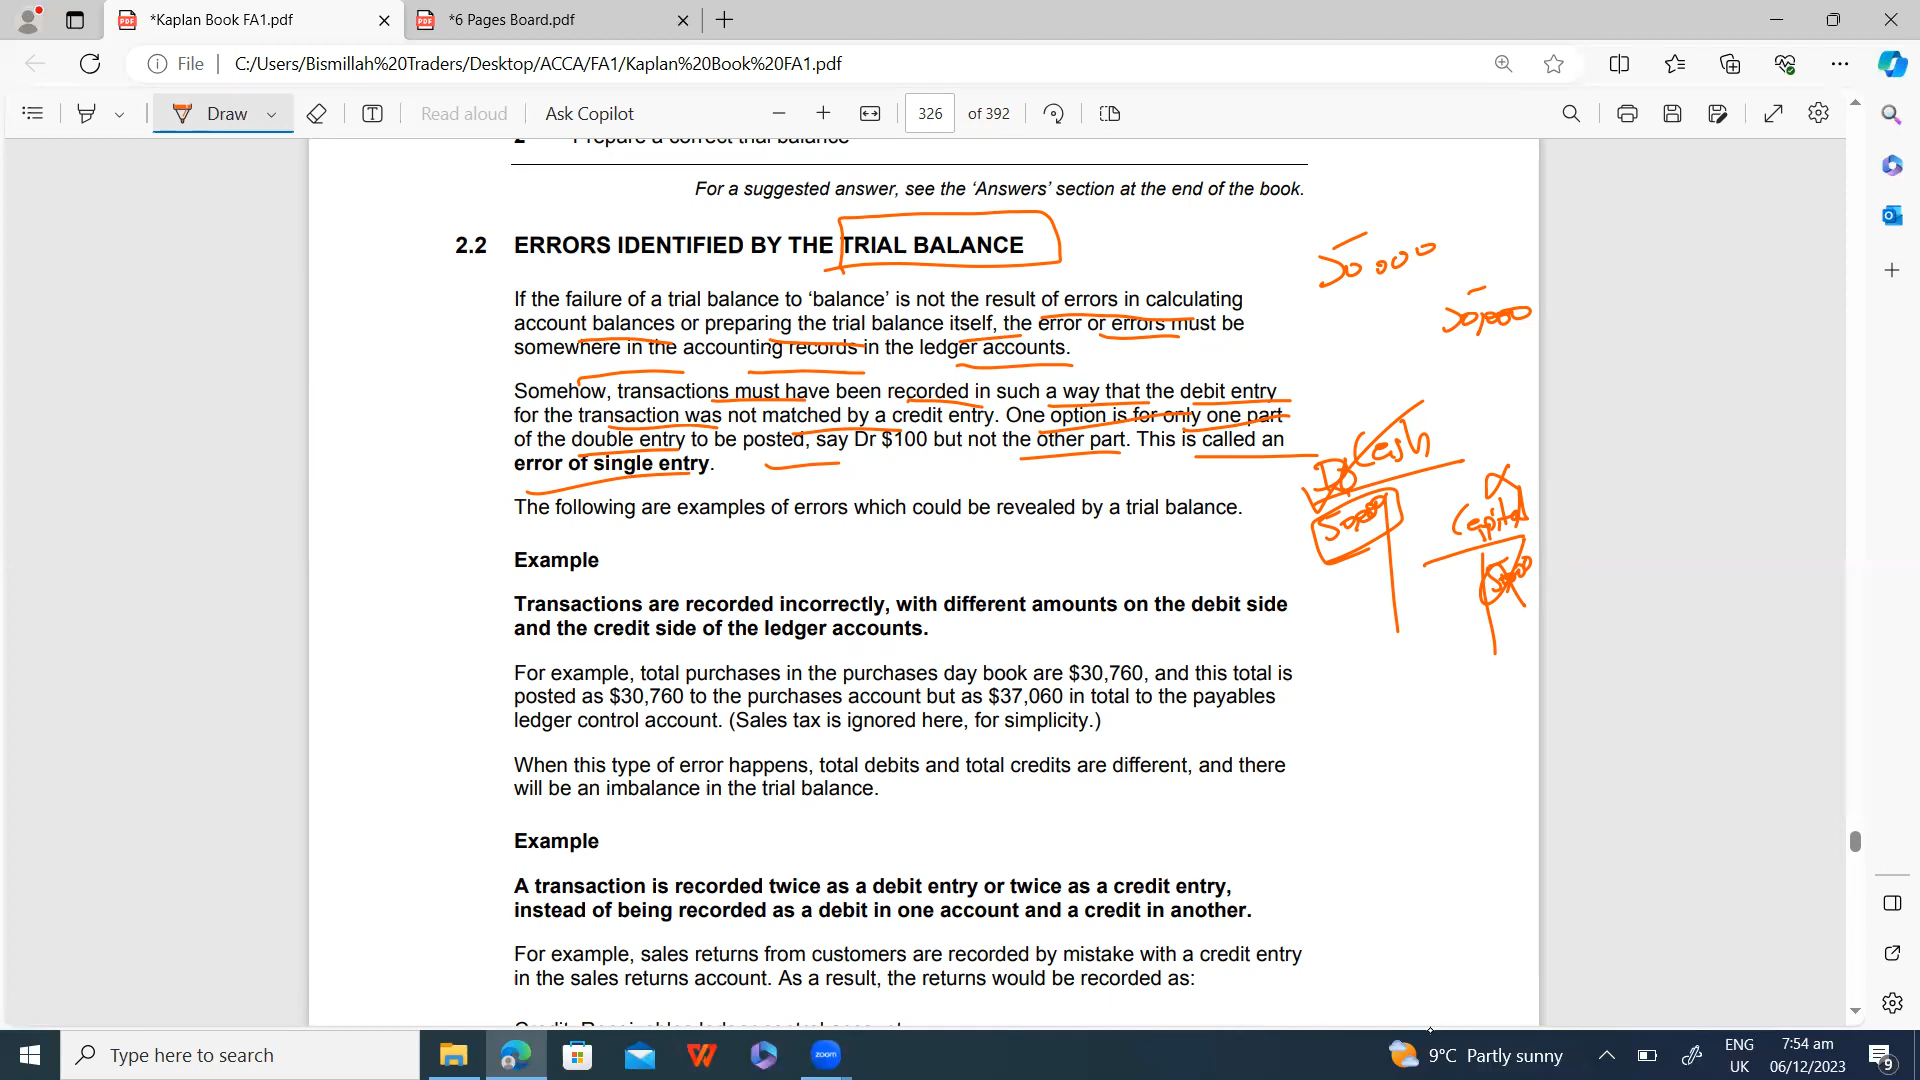 *Kaplan Book FA1.pdf
*6 Pages Board.pdf
File
C:/Users/Bismillah%20Traders/Desktop/ACCA/FA1/Kaplan%20Book%20FA1.pdf
Draw
Read aloud
Ask Copilot
326 of 392
2 Prepare a correct trial balance
For a suggested answer, see the ‘Answers’ section at the end of the book.
2.2 ERRORS IDENTIFIED BY THE TRIAL BALANCE
50,000
If the failure of a trial balance to ‘balance’ is not the result of errors in calculating
account balances or preparing the trial balance itself, the error or errors must be
50,000
somewhere in the accounting records in the ledger accounts.
Somehow, transactions must have been recorded in such a way that the debit entry
for the transaction was not matched by a credit entry. One option is for only one part
of the double entry to be posted, say Dr $100 but not the other part. This is called an
error of single entry.
Cash
Capital
The following are examples of errors which could be revealed by a trial balance.
Example
Transactions are recorded incorrectly, with different amounts on the debit side
and the credit side of the ledger accounts.
For example, total purchases in the purchases day book are $30,760, and this total is
posted as $30,760 to the purchases account but as $37,060 in total to the payables
ledger control account. (Sales tax is ignored here, for simplicity.)
When this type of error happens, total debits and total credits are different, and there
will be an imbalance in the trial balance.
Example
A transaction is recorded twice as a debit entry or twice as a credit entry,
instead of being recorded as a debit in one account and a credit in another.
For example, sales returns from customers are recorded by mistake with a credit entry
in the sales returns account. As a result, the returns would be recorded as:
Type here to search
zoom
9°C Partly sunny
ENG
UK
7:54 am
06/12/2023
9